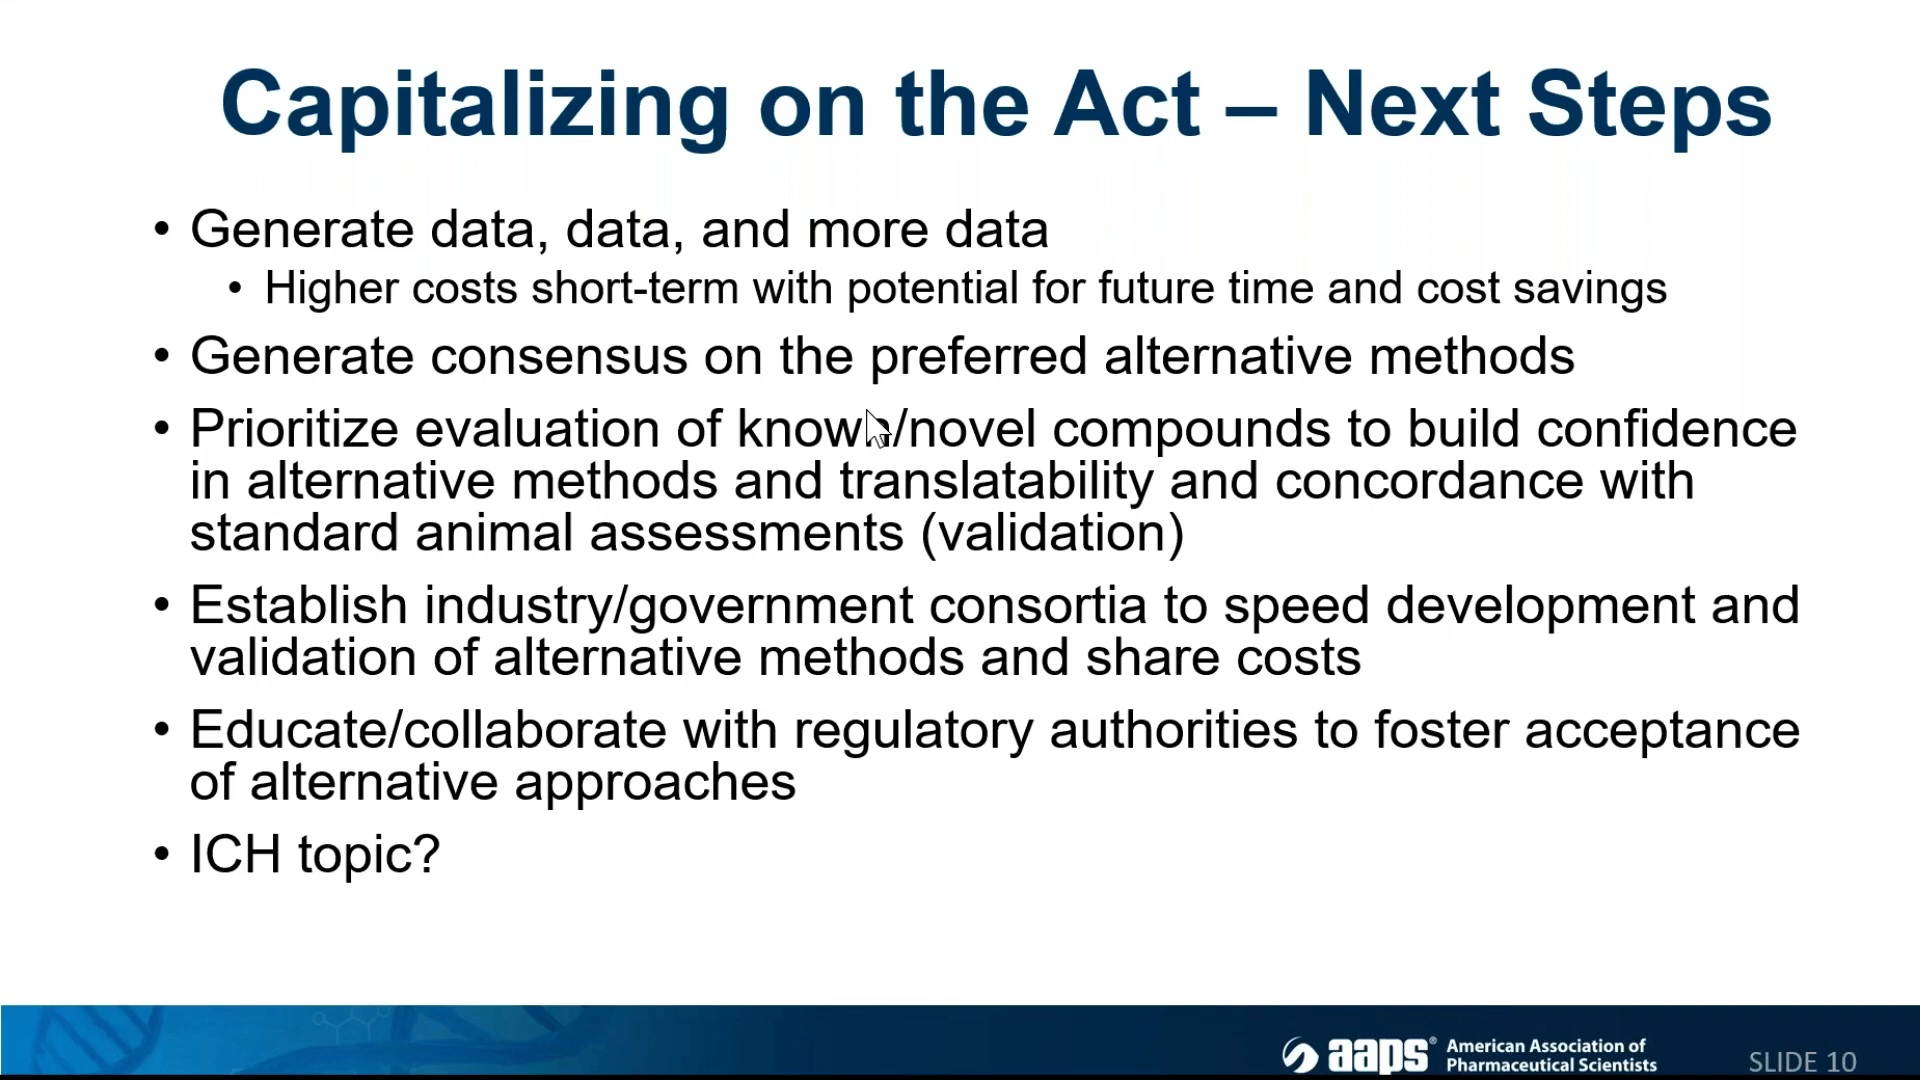 Capitalizing on the Act – Next Steps
• Generate data, data, and more data
• Higher costs short-term with potential for future time and cost savings
• Generate consensus on the preferred alternative methods
• Prioritize evaluation of known/novel compounds to build confidence
in alternative methods and translatability and concordance with
standard animal assessments (validation)
• Establish industry/government consortia to speed development and
validation of alternative methods and share costs
• Educate/collaborate with regulatory authorities to foster acceptance
of alternative approaches
• ICH topic?
aaps® American Association of
Pharmaceutical Scientists
SLIDE 10